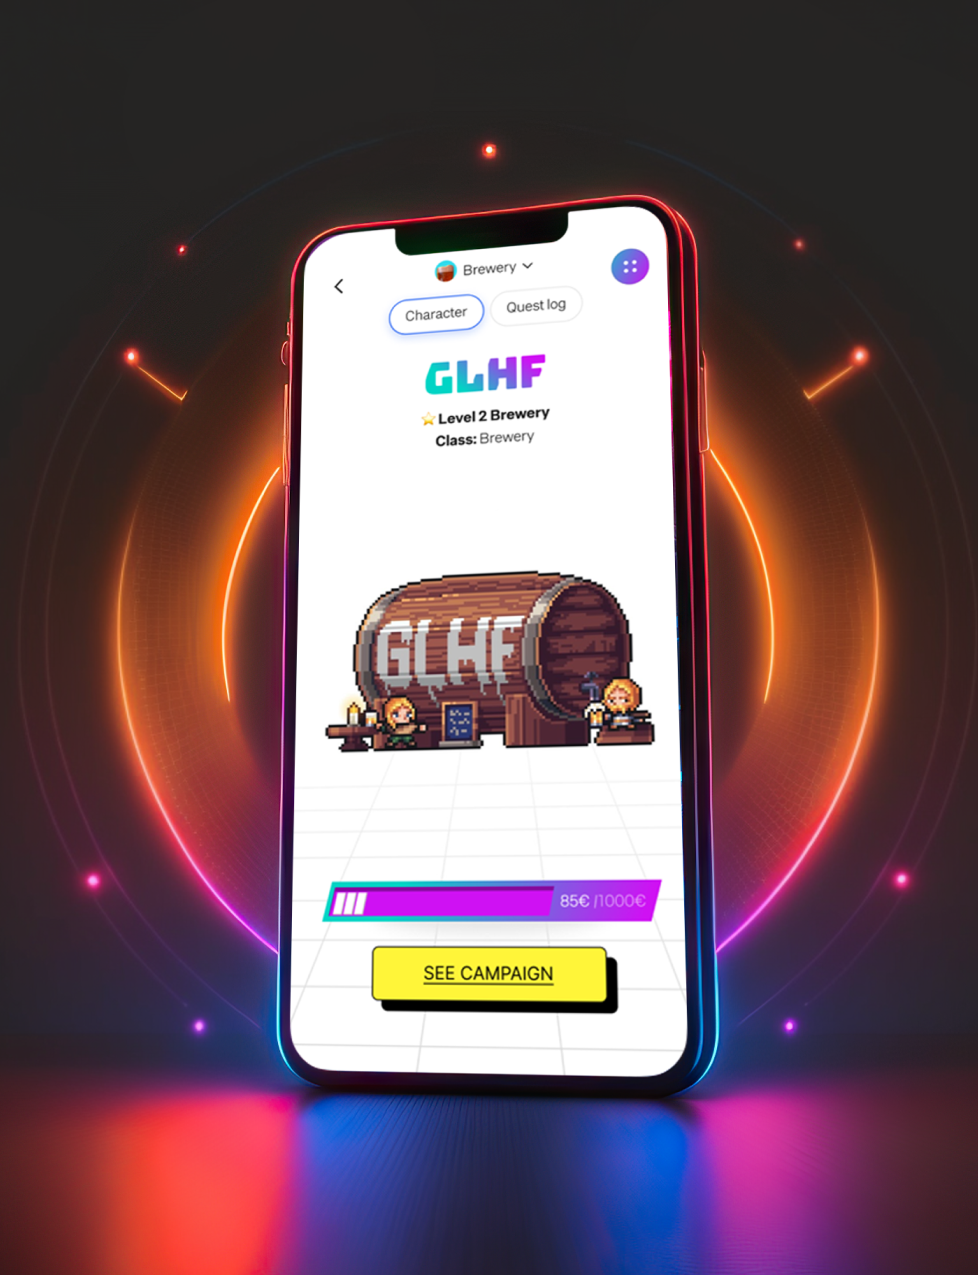 Brewery
Character
Quest log
GLHF
⭐ Level 2 Brewery
Class: Brewery
GLHF
85€ /1000€
SEE CAMPAIGN